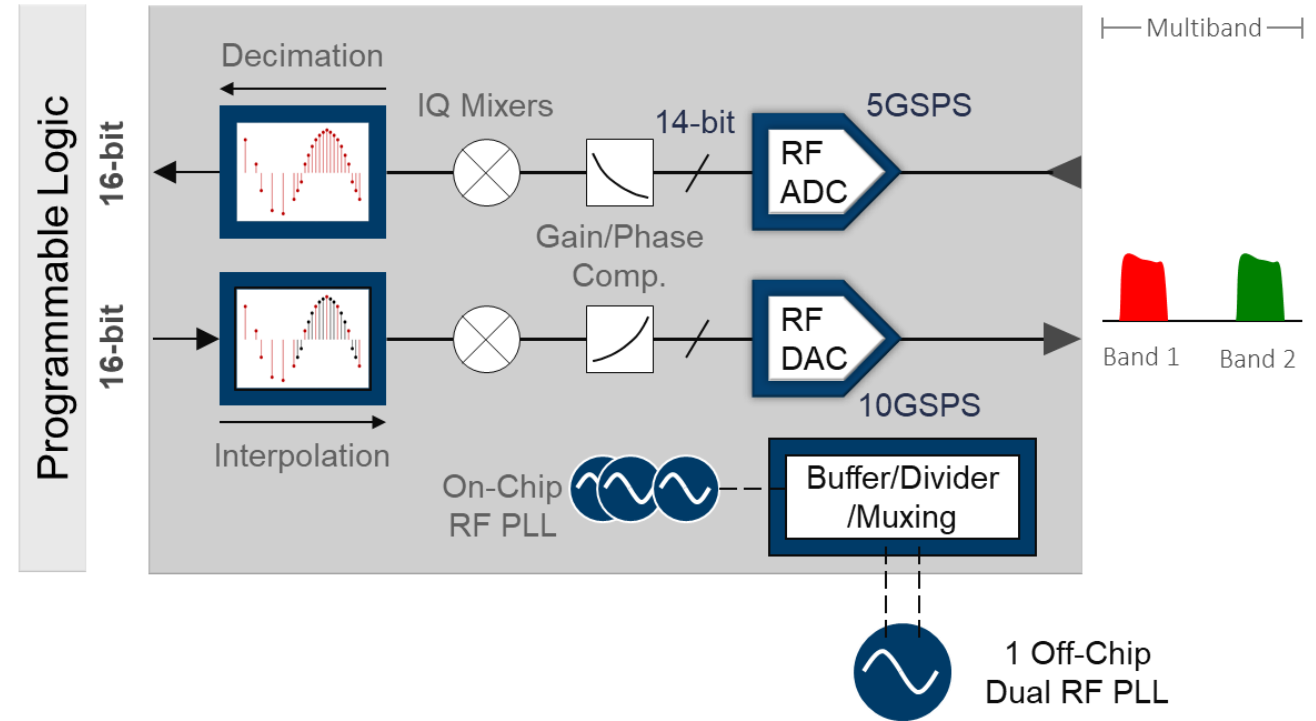 Programmable Logic
16-bit
16-bit
Decimation
IQ Mixers
14-bit
5GSPS
RF
ADC
Gain/Phase
Comp.
RF
DAC
10GSPS
Interpolation
On-Chip
RF PLL
Buffer/Divider
/Muxing
1 Off-Chip
Dual RF PLL
Multiband
Band 1
Band 2